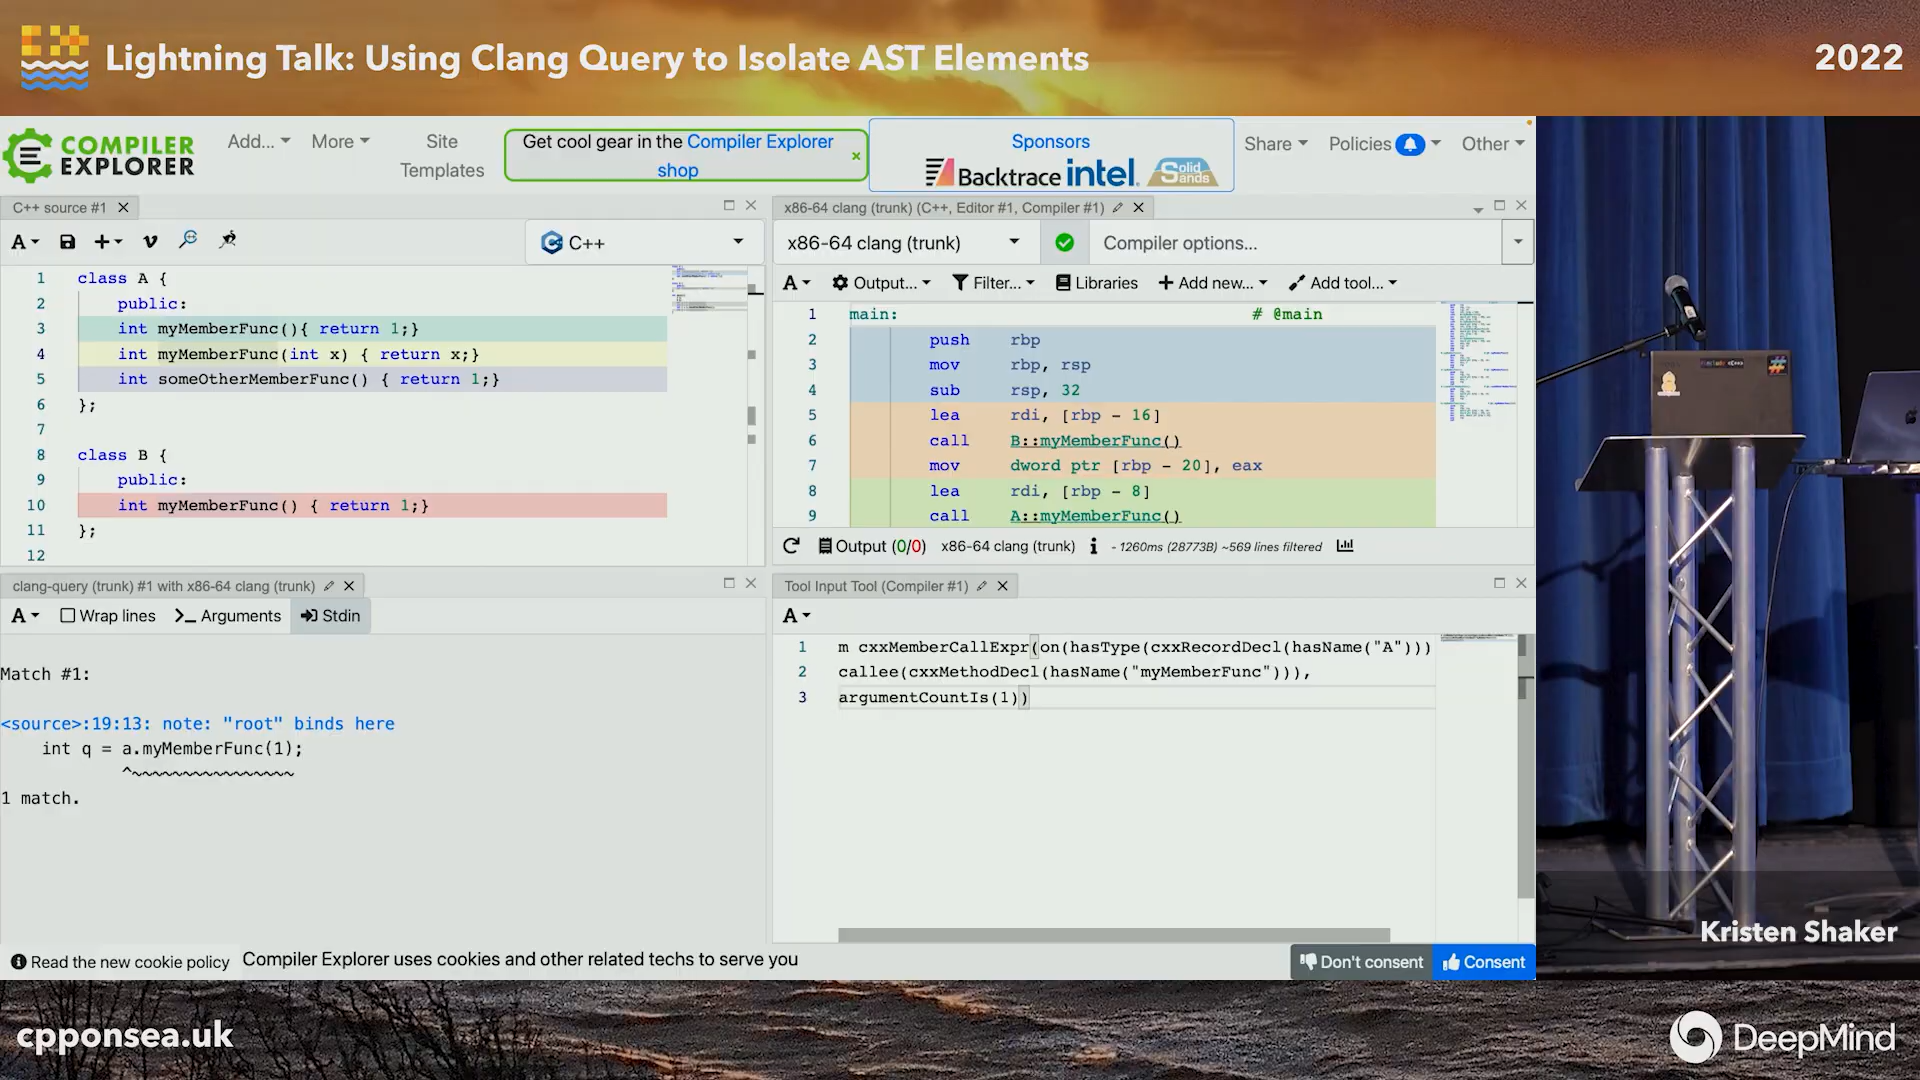 Lightning Talk: Using Clang Query to Isolate AST Elements
2022
COMPILER EXPLORER
Add...
More
Site Templates
Get cool gear in the Compiler Explorer shop
×
Sponsors
Backtrace intel. Solid Sands
Share
Policies
Other
C++ source #1
A
C++
1 class A {
2 public:
3 int myMemberFunc(){ return 1;}
4 int myMemberFunc(int x) { return x;}
5 int someOtherMemberFunc() { return 1;}
6 };
7
8 class B {
9 public:
10 int myMemberFunc() { return 1;}
11 };
12
x86-64 clang (trunk) (C++, Editor #1, Compiler #1)
x86-64 clang (trunk)
Compiler options...
A Output... Filter... Libraries + Add new... Add tool...
1 main: # @main
2 push rbp
3 mov rbp, rsp
4 sub rsp, 32
5 lea rdi, [rbp - 16]
6 call B::myMemberFunc()
7 mov dword ptr [rbp - 20], eax
8 lea rdi, [rbp - 8]
9 call A::myMemberFunc()
Output (0/0) x86-64 clang (trunk) i - 1260ms (28773B) ~569 lines filtered
clang-query (trunk) #1 with x86-64 clang (trunk)
A Wrap lines >_ Arguments Stdin
Match #1:
<source>:19:13: note: "root" binds here
int q = a.myMemberFunc(1);
^~~~~~~~~~~~~~~~~
1 match.
Tool Input Tool (Compiler #1)
A
1 m cxxMemberCallExpr(on(hasType(cxxRecordDecl(hasName("A")))
2 callee(cxxMethodDecl(hasName("myMemberFunc"))),
3 argumentCountIs(1))
Read the new cookie policy
Compiler Explorer uses cookies and other related techs to serve you
Don't consent
Consent
Kristen Shaker
cpponsea.uk
DeepMind